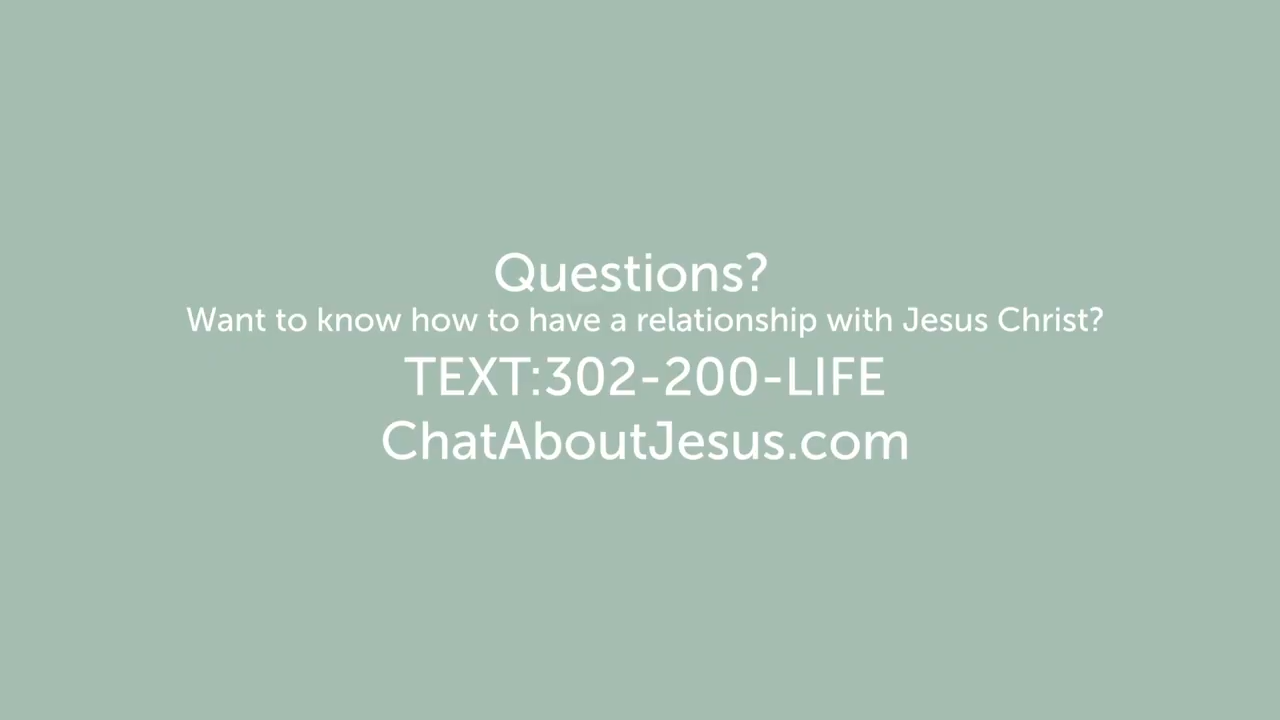 Questions?
Want to know how to have a relationship with Jesus Christ?
TEXT:302-200-LIFE
ChatAboutJesus.com